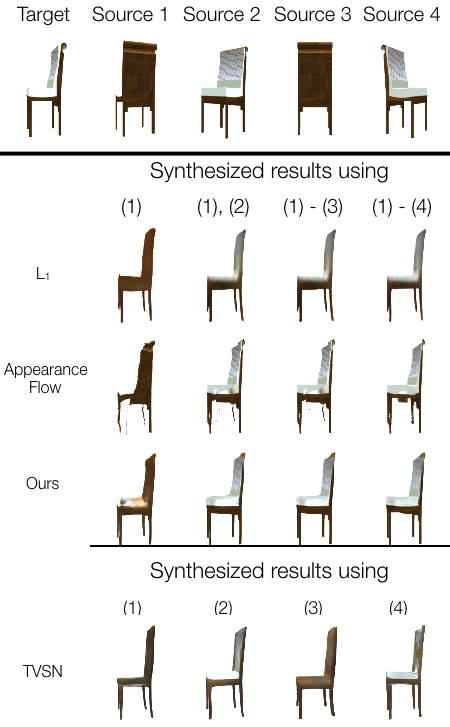 Target Source 1 Source 2 Source 3 Source 4
Synthesized results using
(1) (1), (2) (1) - (3) (1) - (4)
L₁
Appearance
Flow
Ours
Synthesized results using
(1) (2) (3) (4)
TVSN